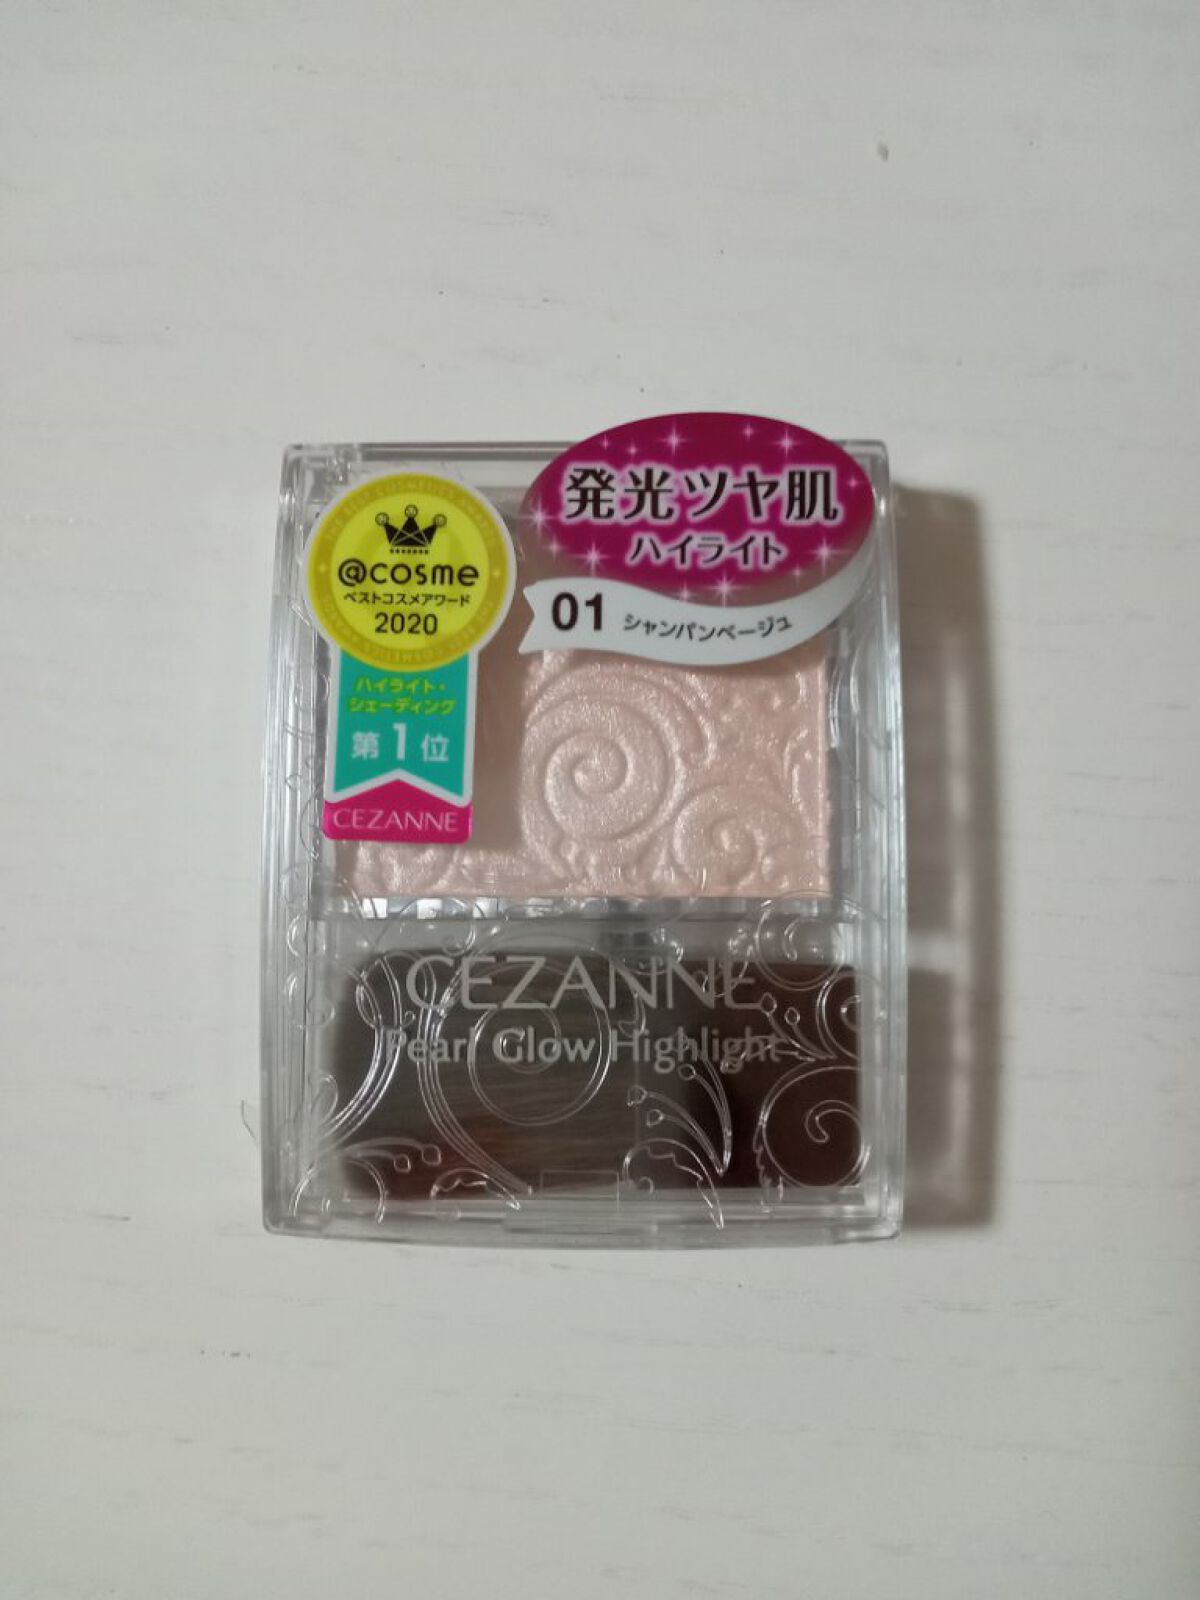 発光ツヤ肌
ハイライト
01 シャンパンベージュ
@cosme
ベストコスメアワード
2020
ハイライト・
シェーディング
第1位
CEZANNE
CEZANNE
Pearl Glow Highlight